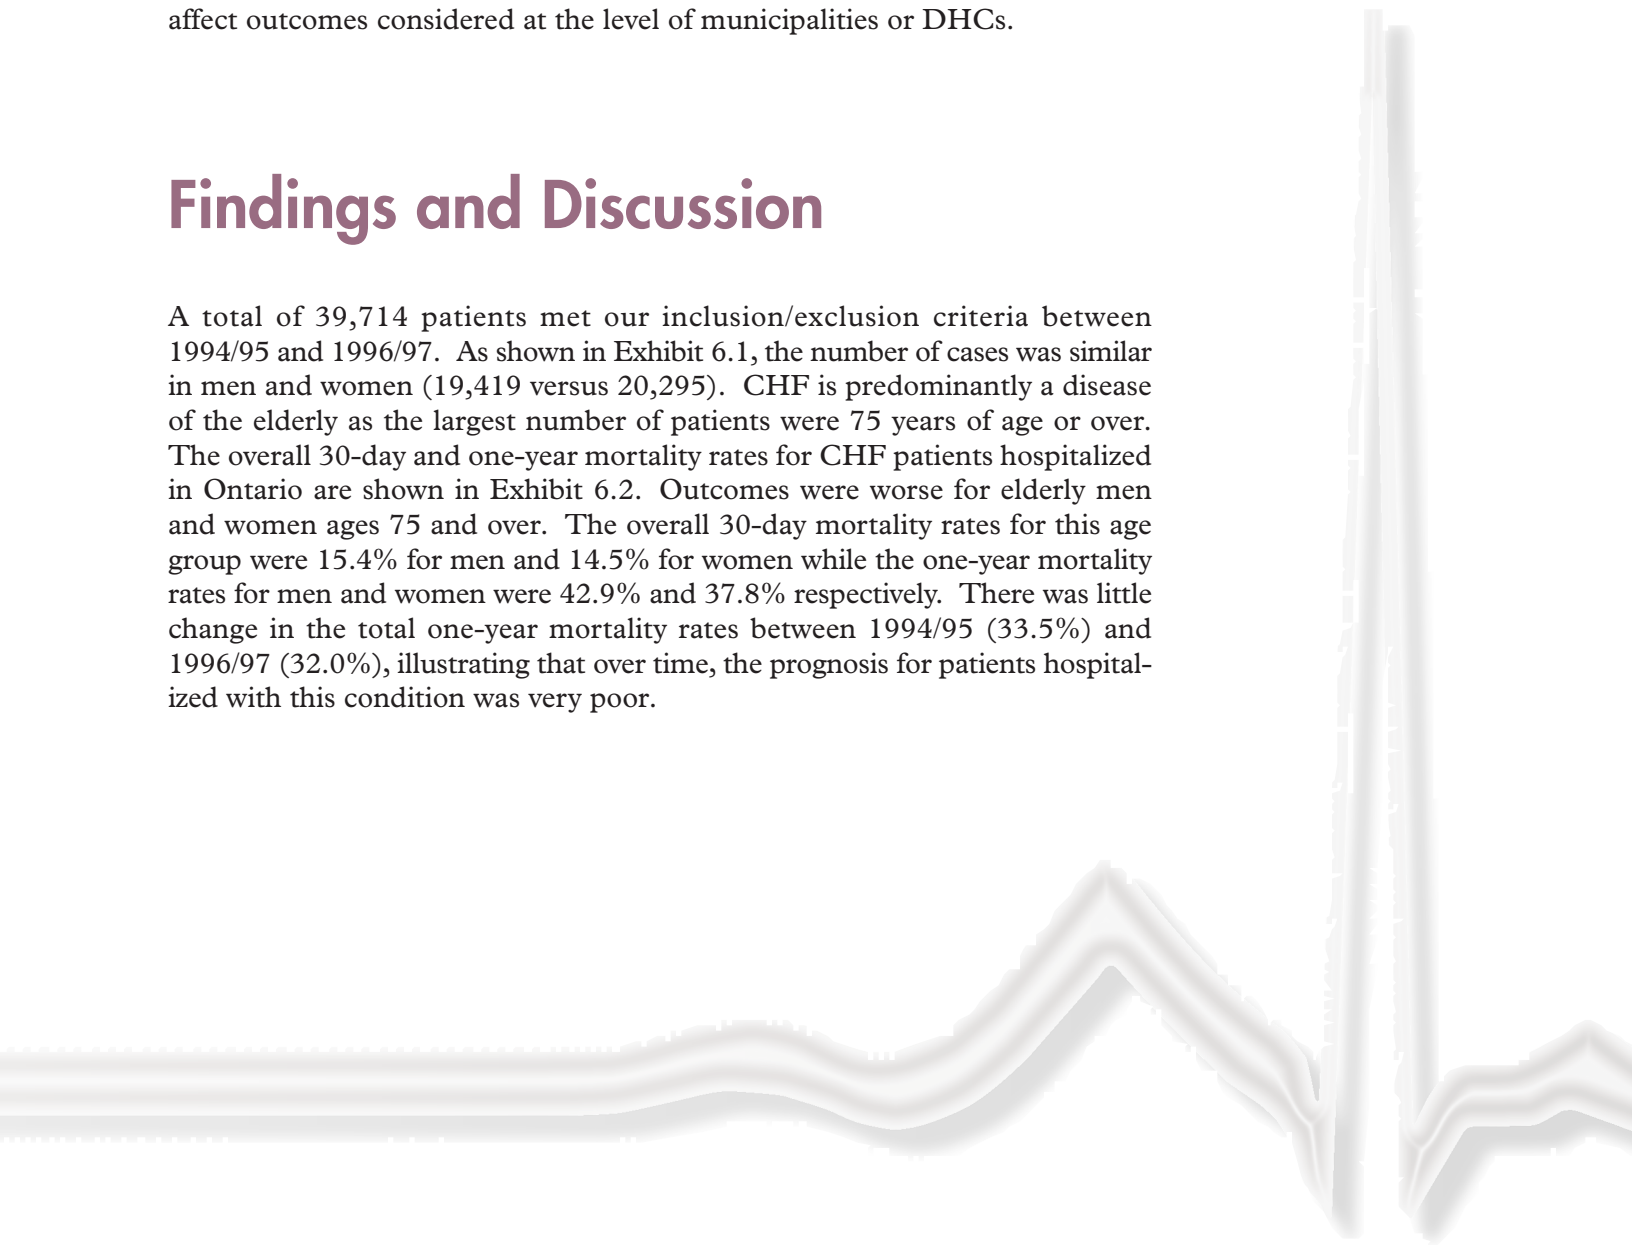 affect outcomes considered at the level of municipalities or DHCs.
Findings and Discussion
A total of 39,714 patients met our inclusion/exclusion criteria between
1994/95 and 1996/97. As shown in Exhibit 6.1, the number of cases was similar
in men and women (19,419 versus 20,295). CHF is predominantly a disease
of the elderly as the largest number of patients were 75 years of age or over.
The overall 30-day and one-year mortality rates for CHF patients hospitalized
in Ontario are shown in Exhibit 6.2. Outcomes were worse for elderly men
and women ages 75 and over. The overall 30-day mortality rates for this age
group were 15.4% for men and 14.5% for women while the one-year mortality
rates for men and women were 42.9% and 37.8% respectively. There was little
change in the total one-year mortality rates between 1994/95 (33.5%) and
1996/97 (32.0%), illustrating that over time, the prognosis for patients hospital-
ized with this condition was very poor.